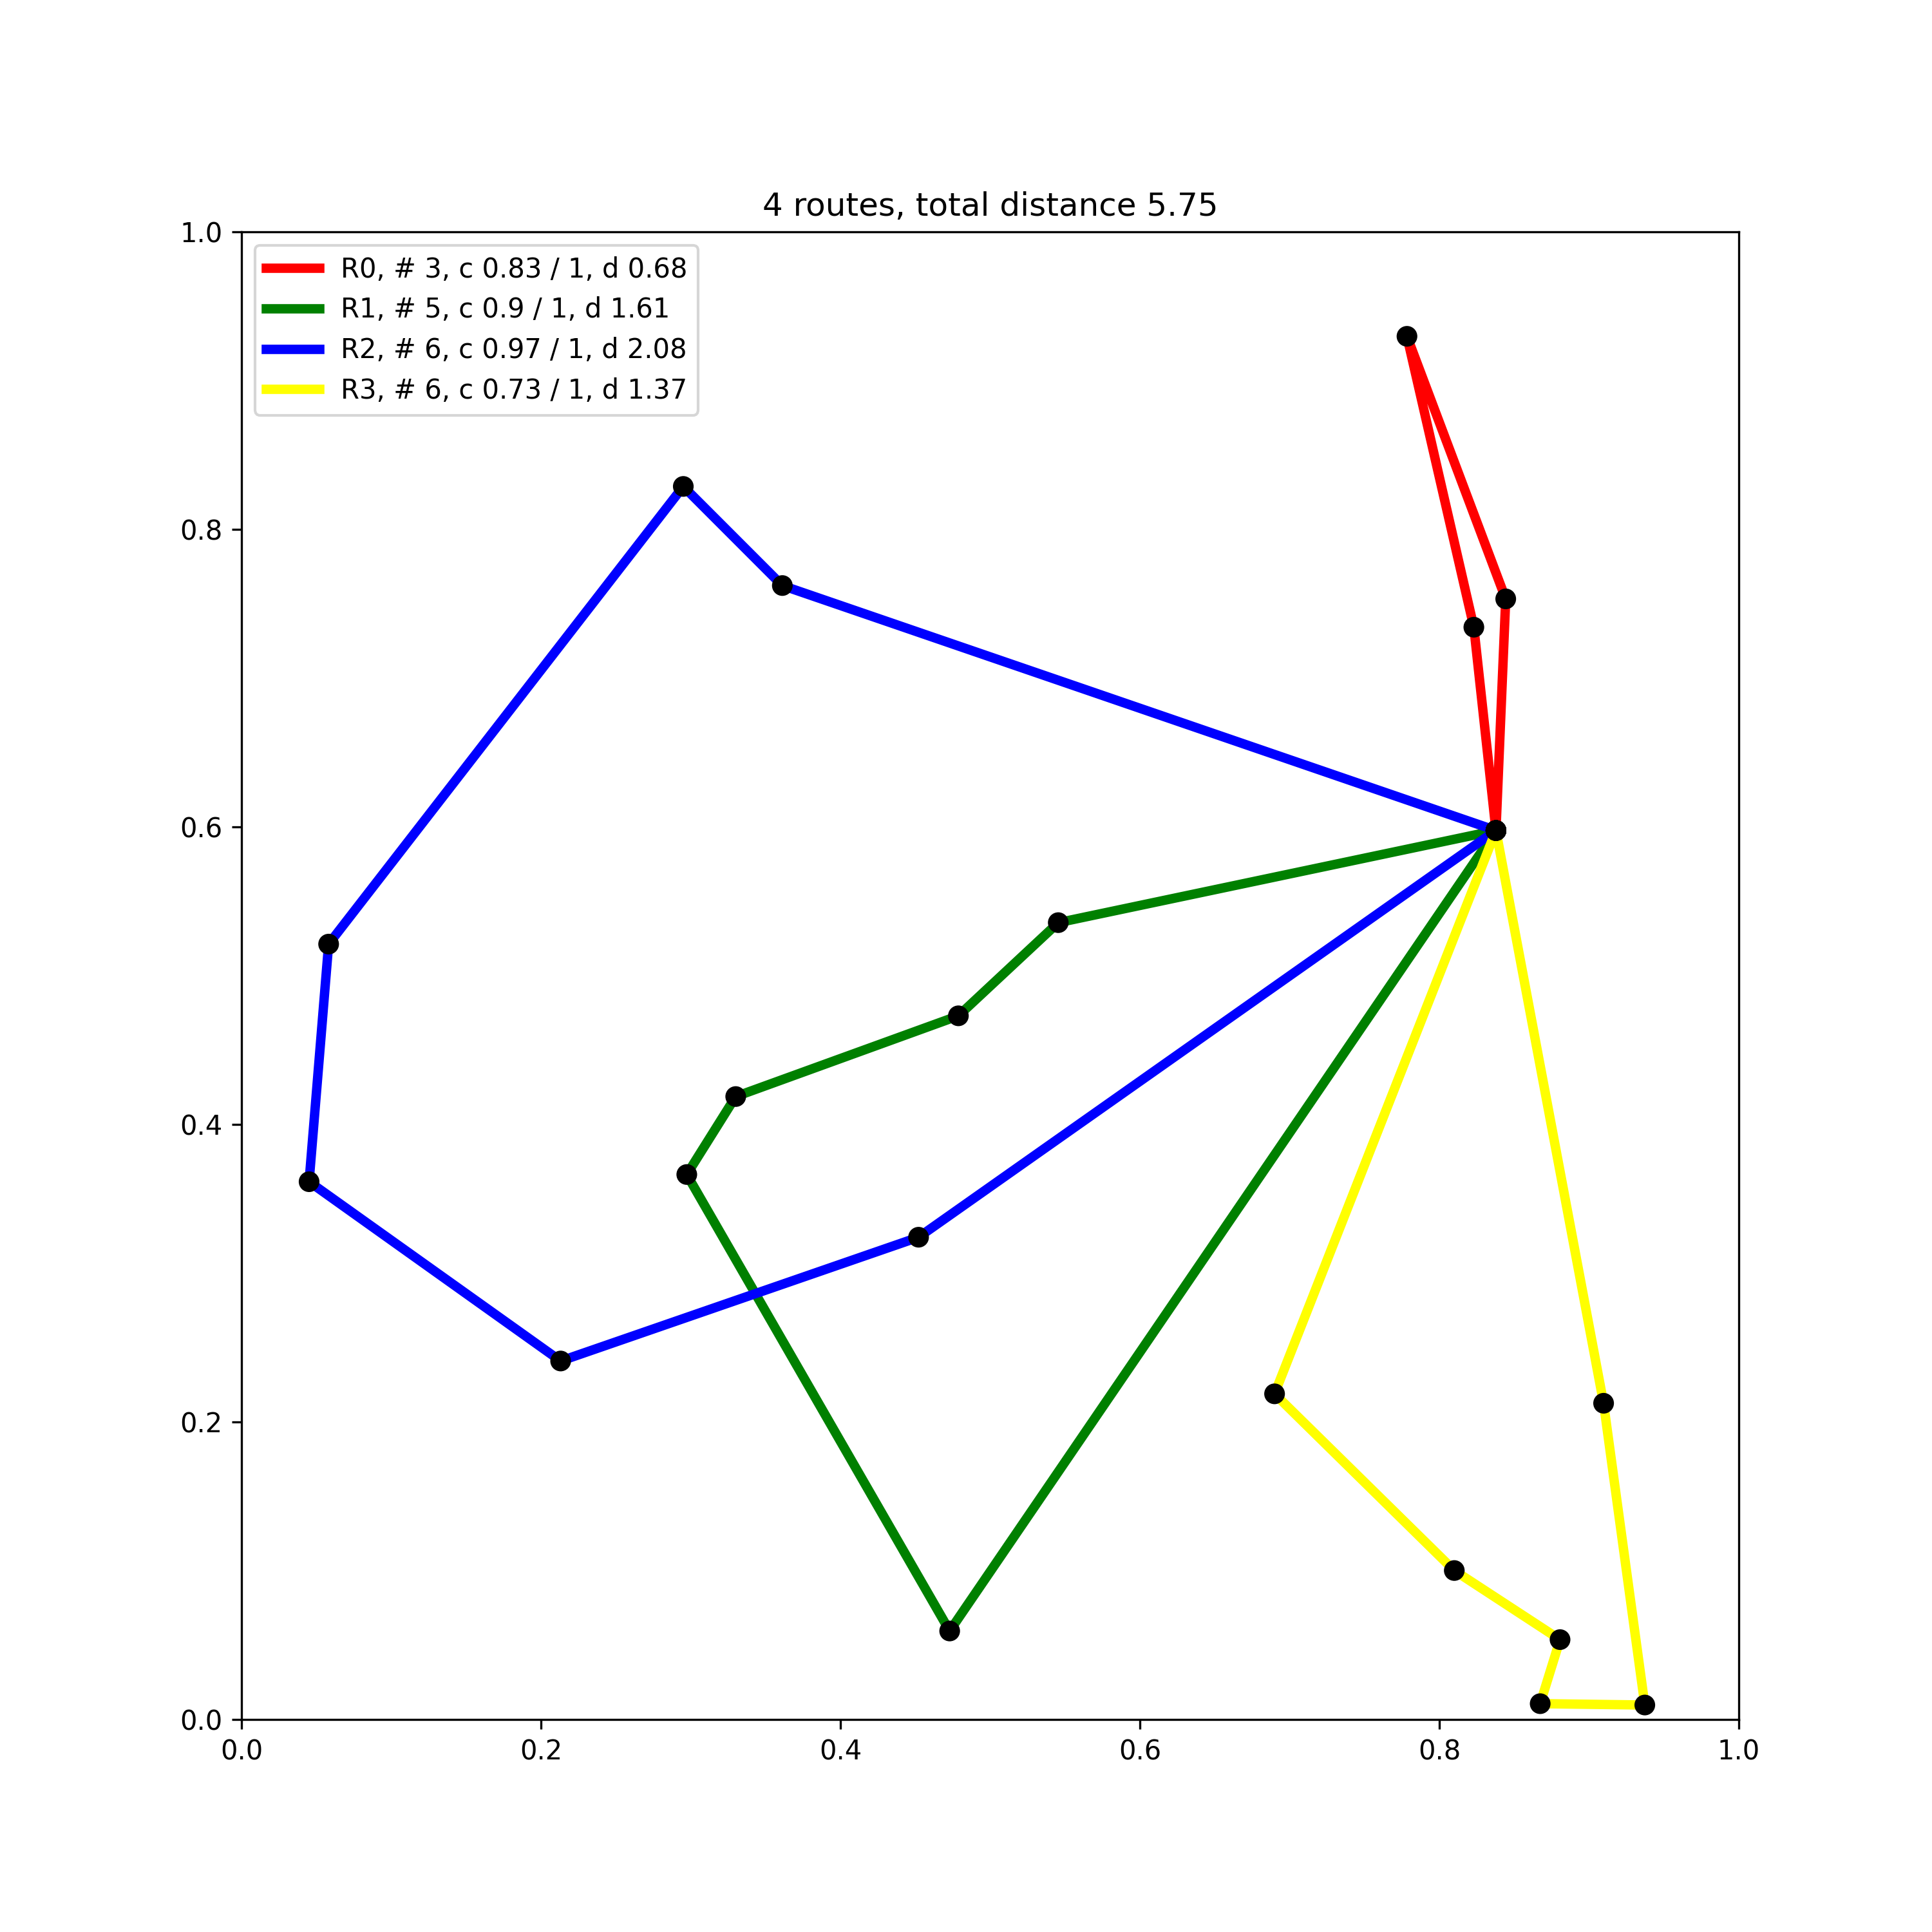 4 routes, total distance 5.75
1.0
R0, # 3, c 0.83 / 1, d 0.68
R1, # 5, c 0.9 / 1, d 1.61
R2, # 6, c 0.97 / 1, d 2.08
R3, # 6, c 0.73 / 1, d 1.37
0.8
0.6
0.4
0.2
0.0
0.0 0.2 0.4 0.6 0.8 1.0